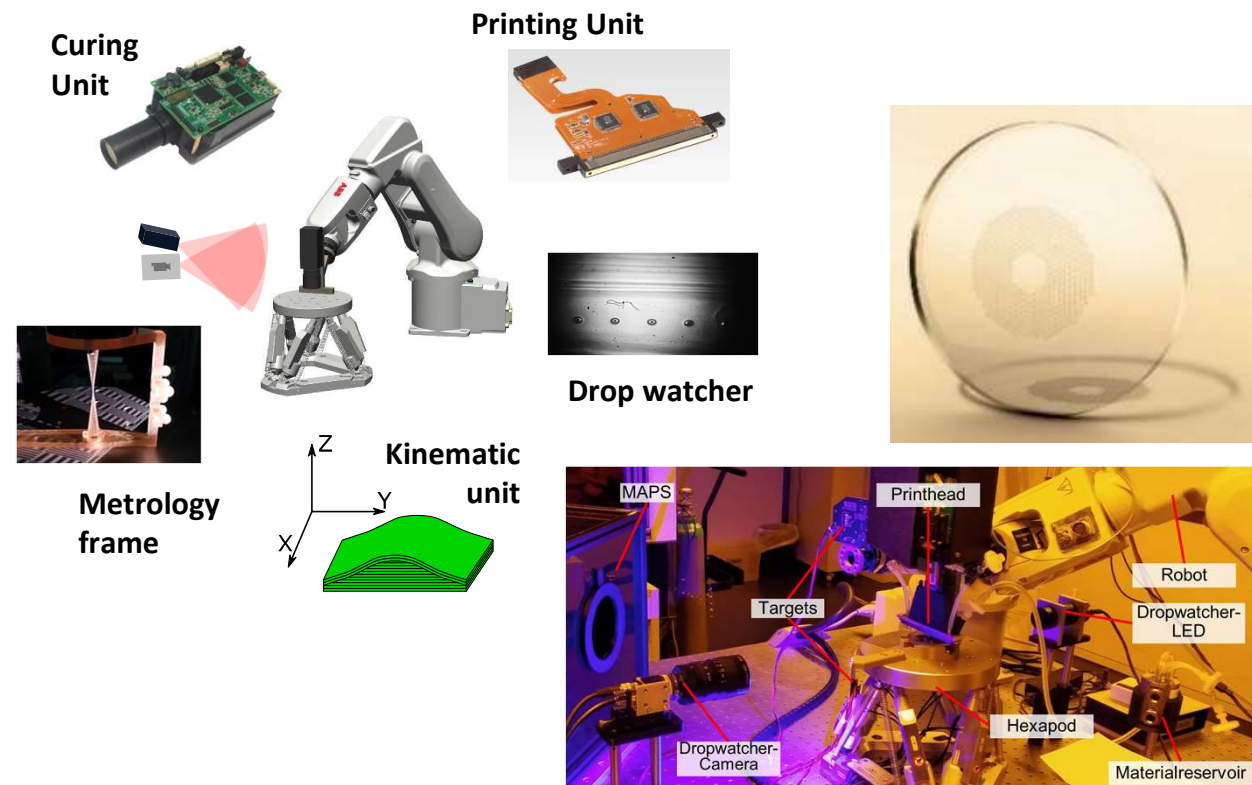 Printing Unit
Curing
Unit
ABB
Drop watcher
Kinematic
unit
Z
Y
X
Metrology
frame
MAPS
Printhead
Robot
Targets
Dropwatcher-
LED
Hexapod
Dropwatcher-
Camera
Materialreservoir